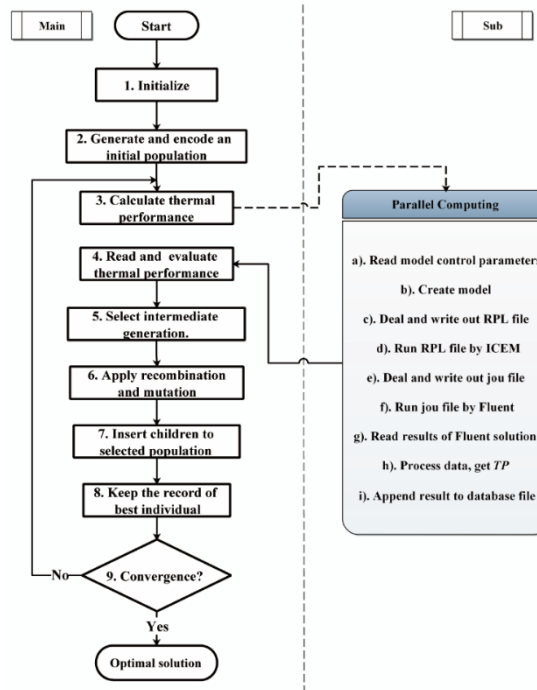 Main
Start
Sub
1. Initialize
2. Generate and encode an
initial population
3. Calculate thermal
performance
4. Read and evaluate
thermal performance
5. Select intermediate
generation.
6. Apply recombination
and mutation
7. Insert children to
selected population
8. Keep the record of
best individual
9. Convergence?
No
Yes
Optimal solution
Parallel Computing
a). Read model control parameters
b). Create model
c). Deal and write out RPL file
d). Run RPL file by ICEM
e). Deal and write out jou file
f). Run jou file by Fluent
g). Read results of Fluent solution
h). Process data, get TP
i). Append result to database file